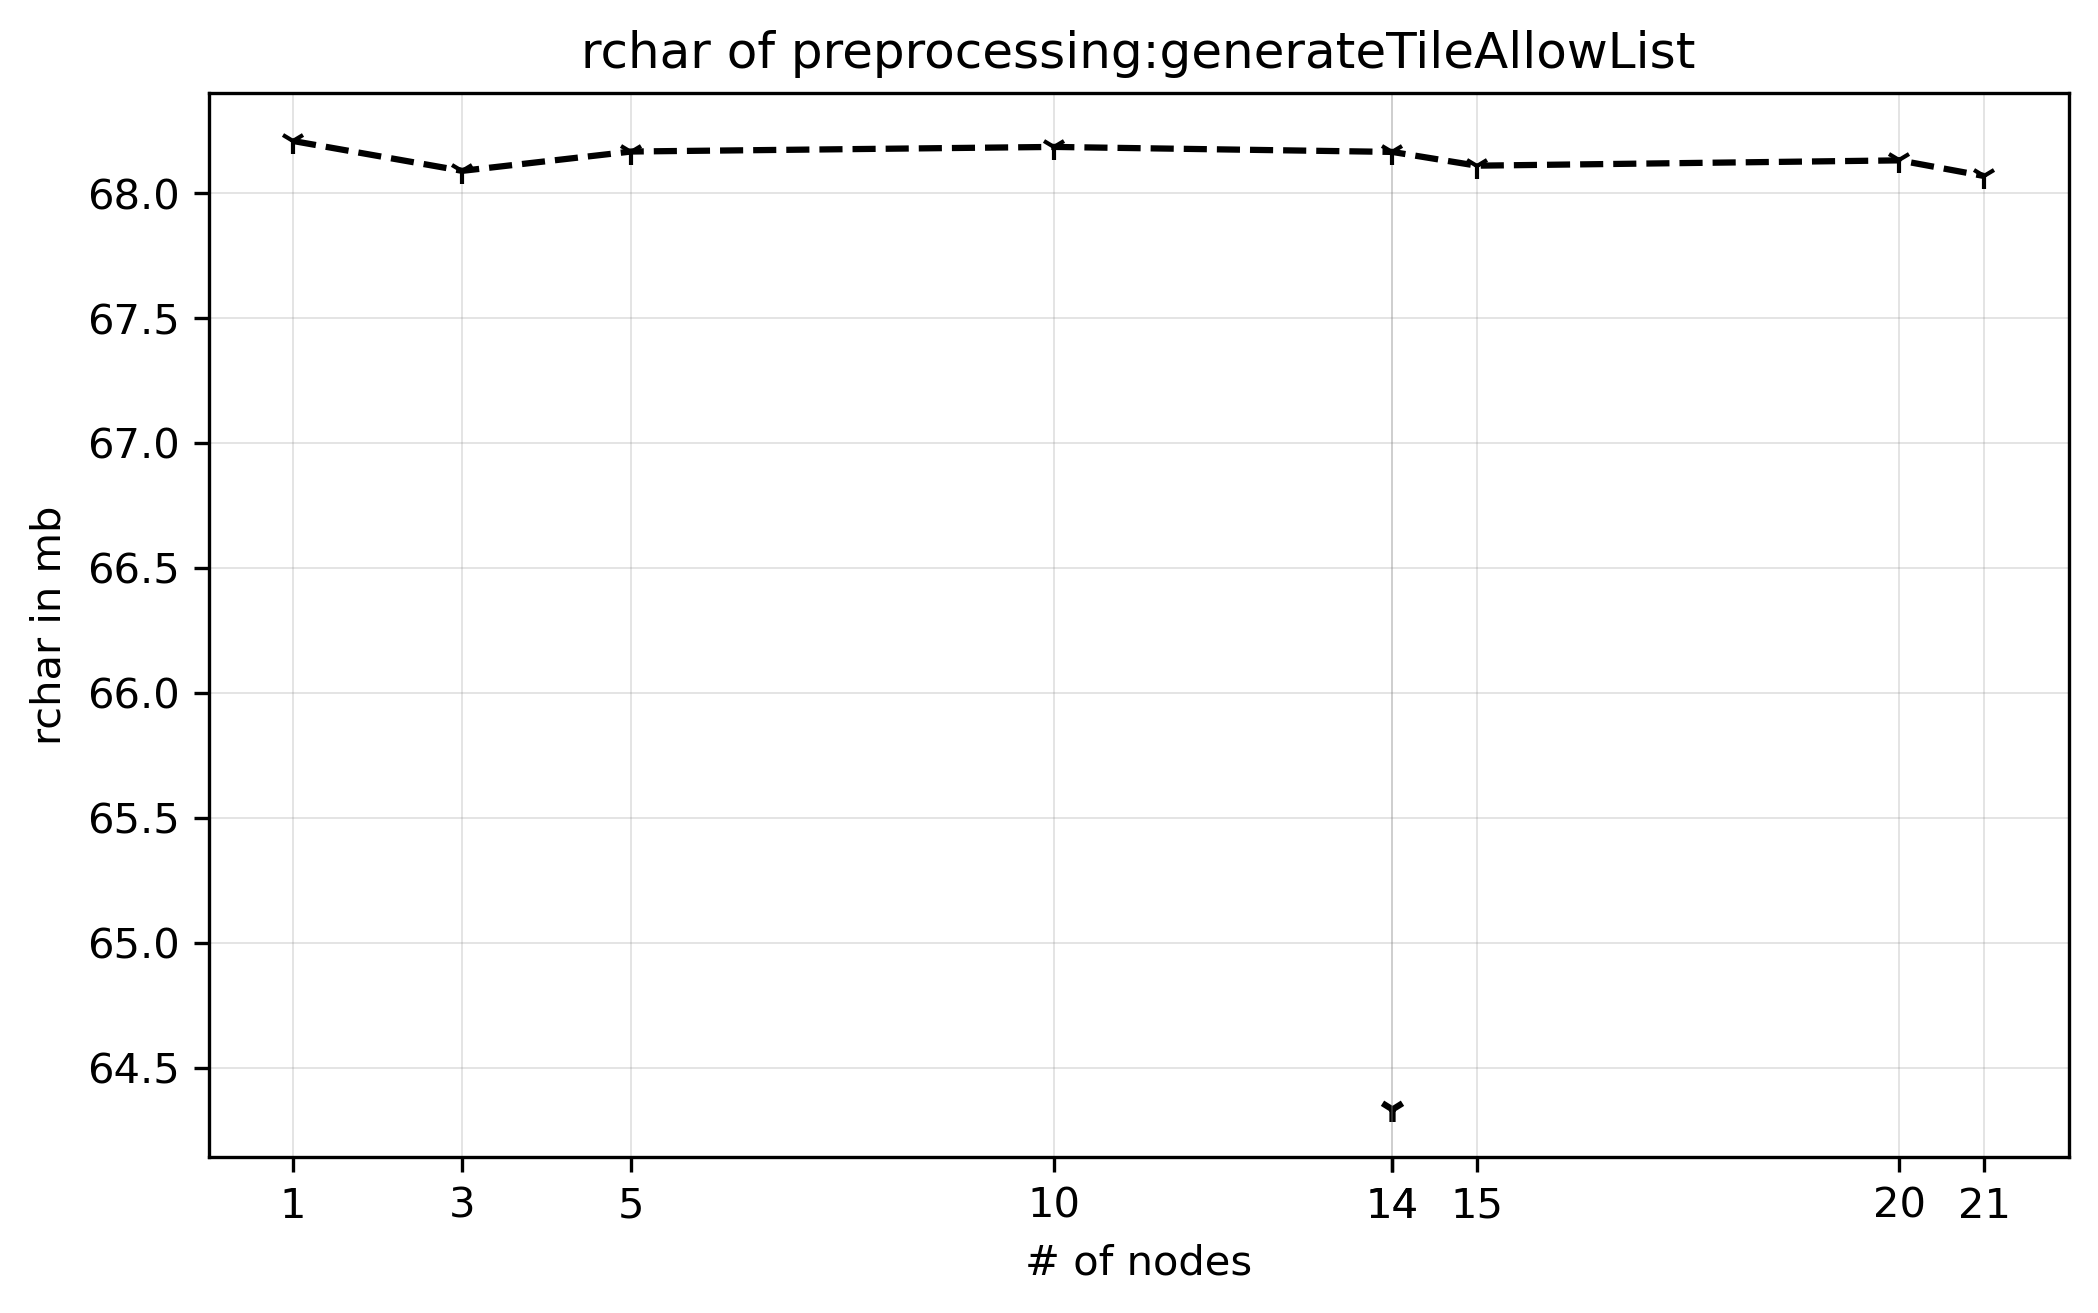 rchar of preprocessing:generateTileAllowList
rchar in mb
68.0
67.5
67.0
66.5
66.0
65.5
65.0
64.5
1 3 5 10 14 15 20 21
# of nodes